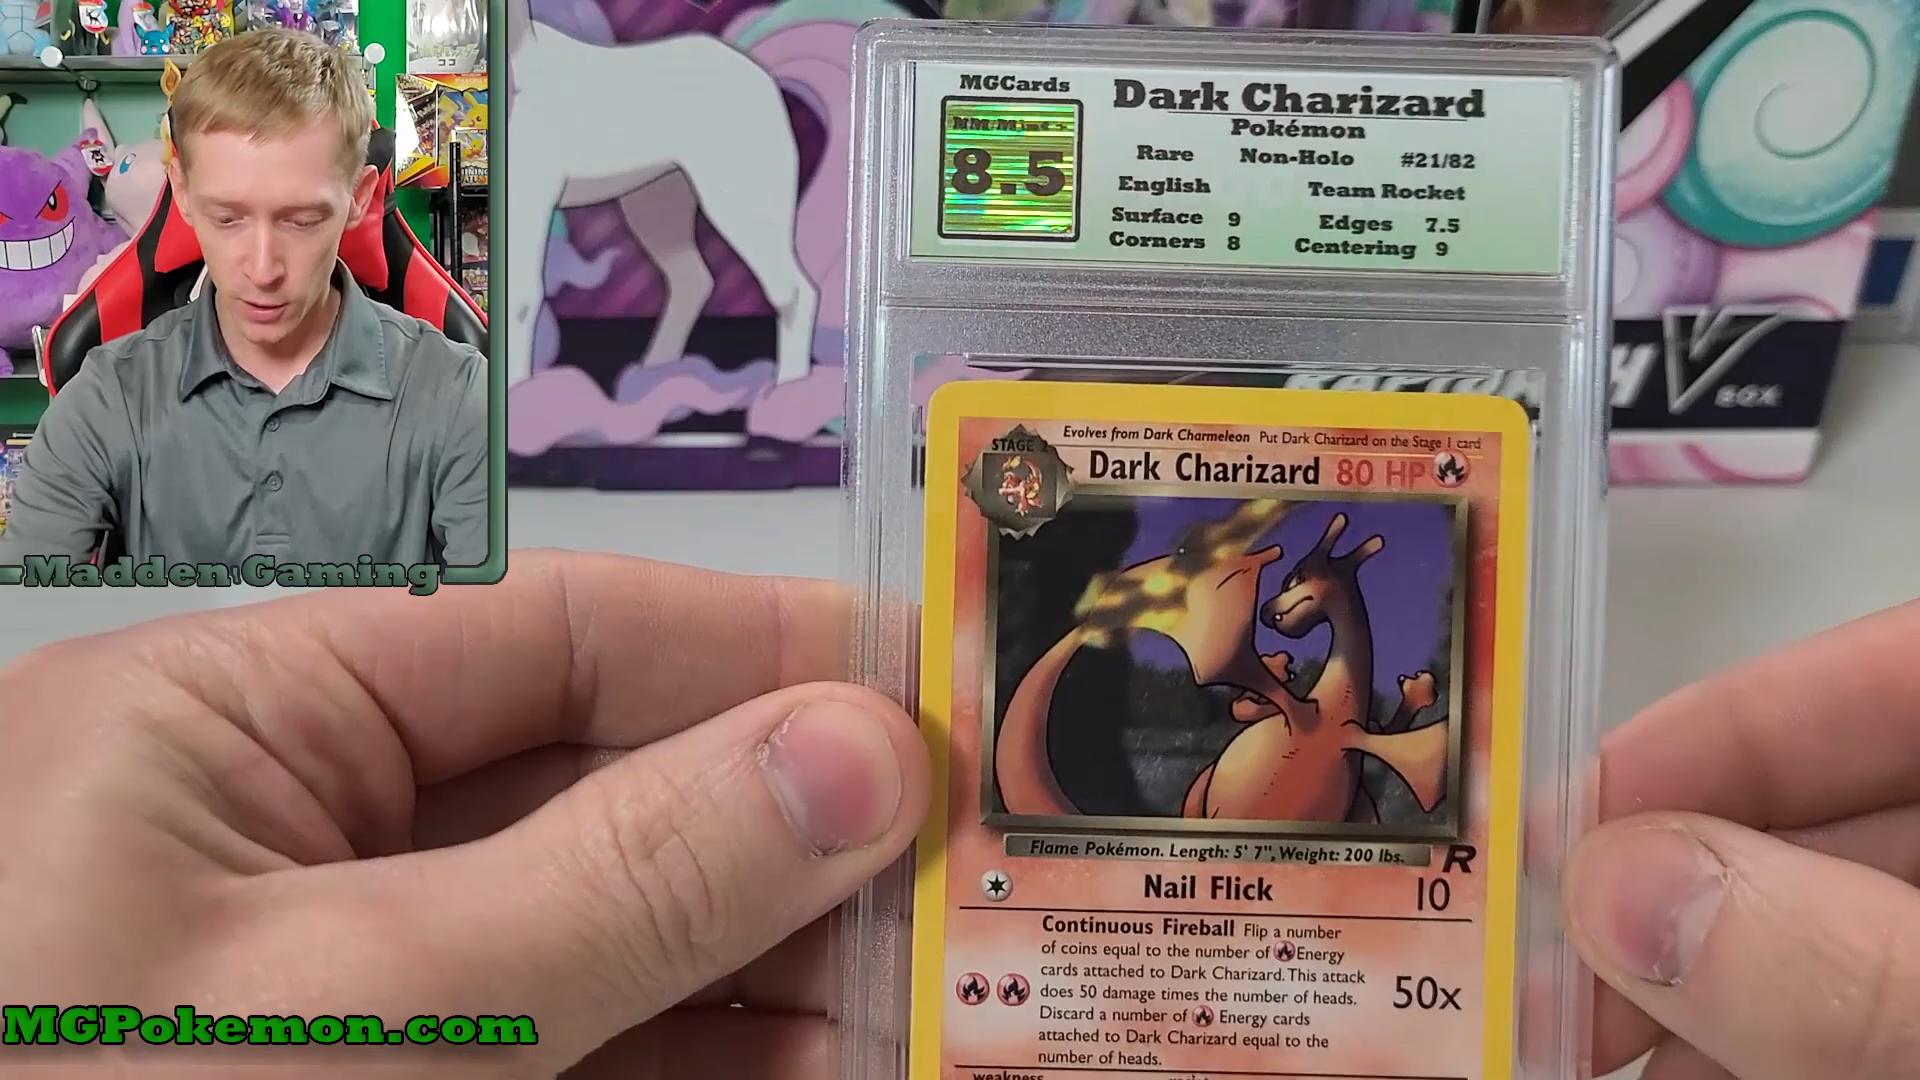 MGCards
NM-Mint+
8.5
Dark Charizard
Pokémon
Rare Non-Holo #21/82
English Team Rocket
Surface 9 Edges 7.5
Corners 8 Centering 9
BOX
STAGE 2
Evolves from Dark Charmeleon Put Dark Charizard on the Stage 1 card
Dark Charizard 80 HP
Flame Pokémon. Length: 5' 7", Weight: 200 lbs.
R
Nail Flick 10
Continuous Fireball Flip a number
of coins equal to the number of Energy
cards attached to Dark Charizard. This attack
does 50 damage times the number of heads.
Discard a number of Energy cards
attached to Dark Charizard equal to the
number of heads.
50x
weakness
Madden Gaming
MGPokemon.com